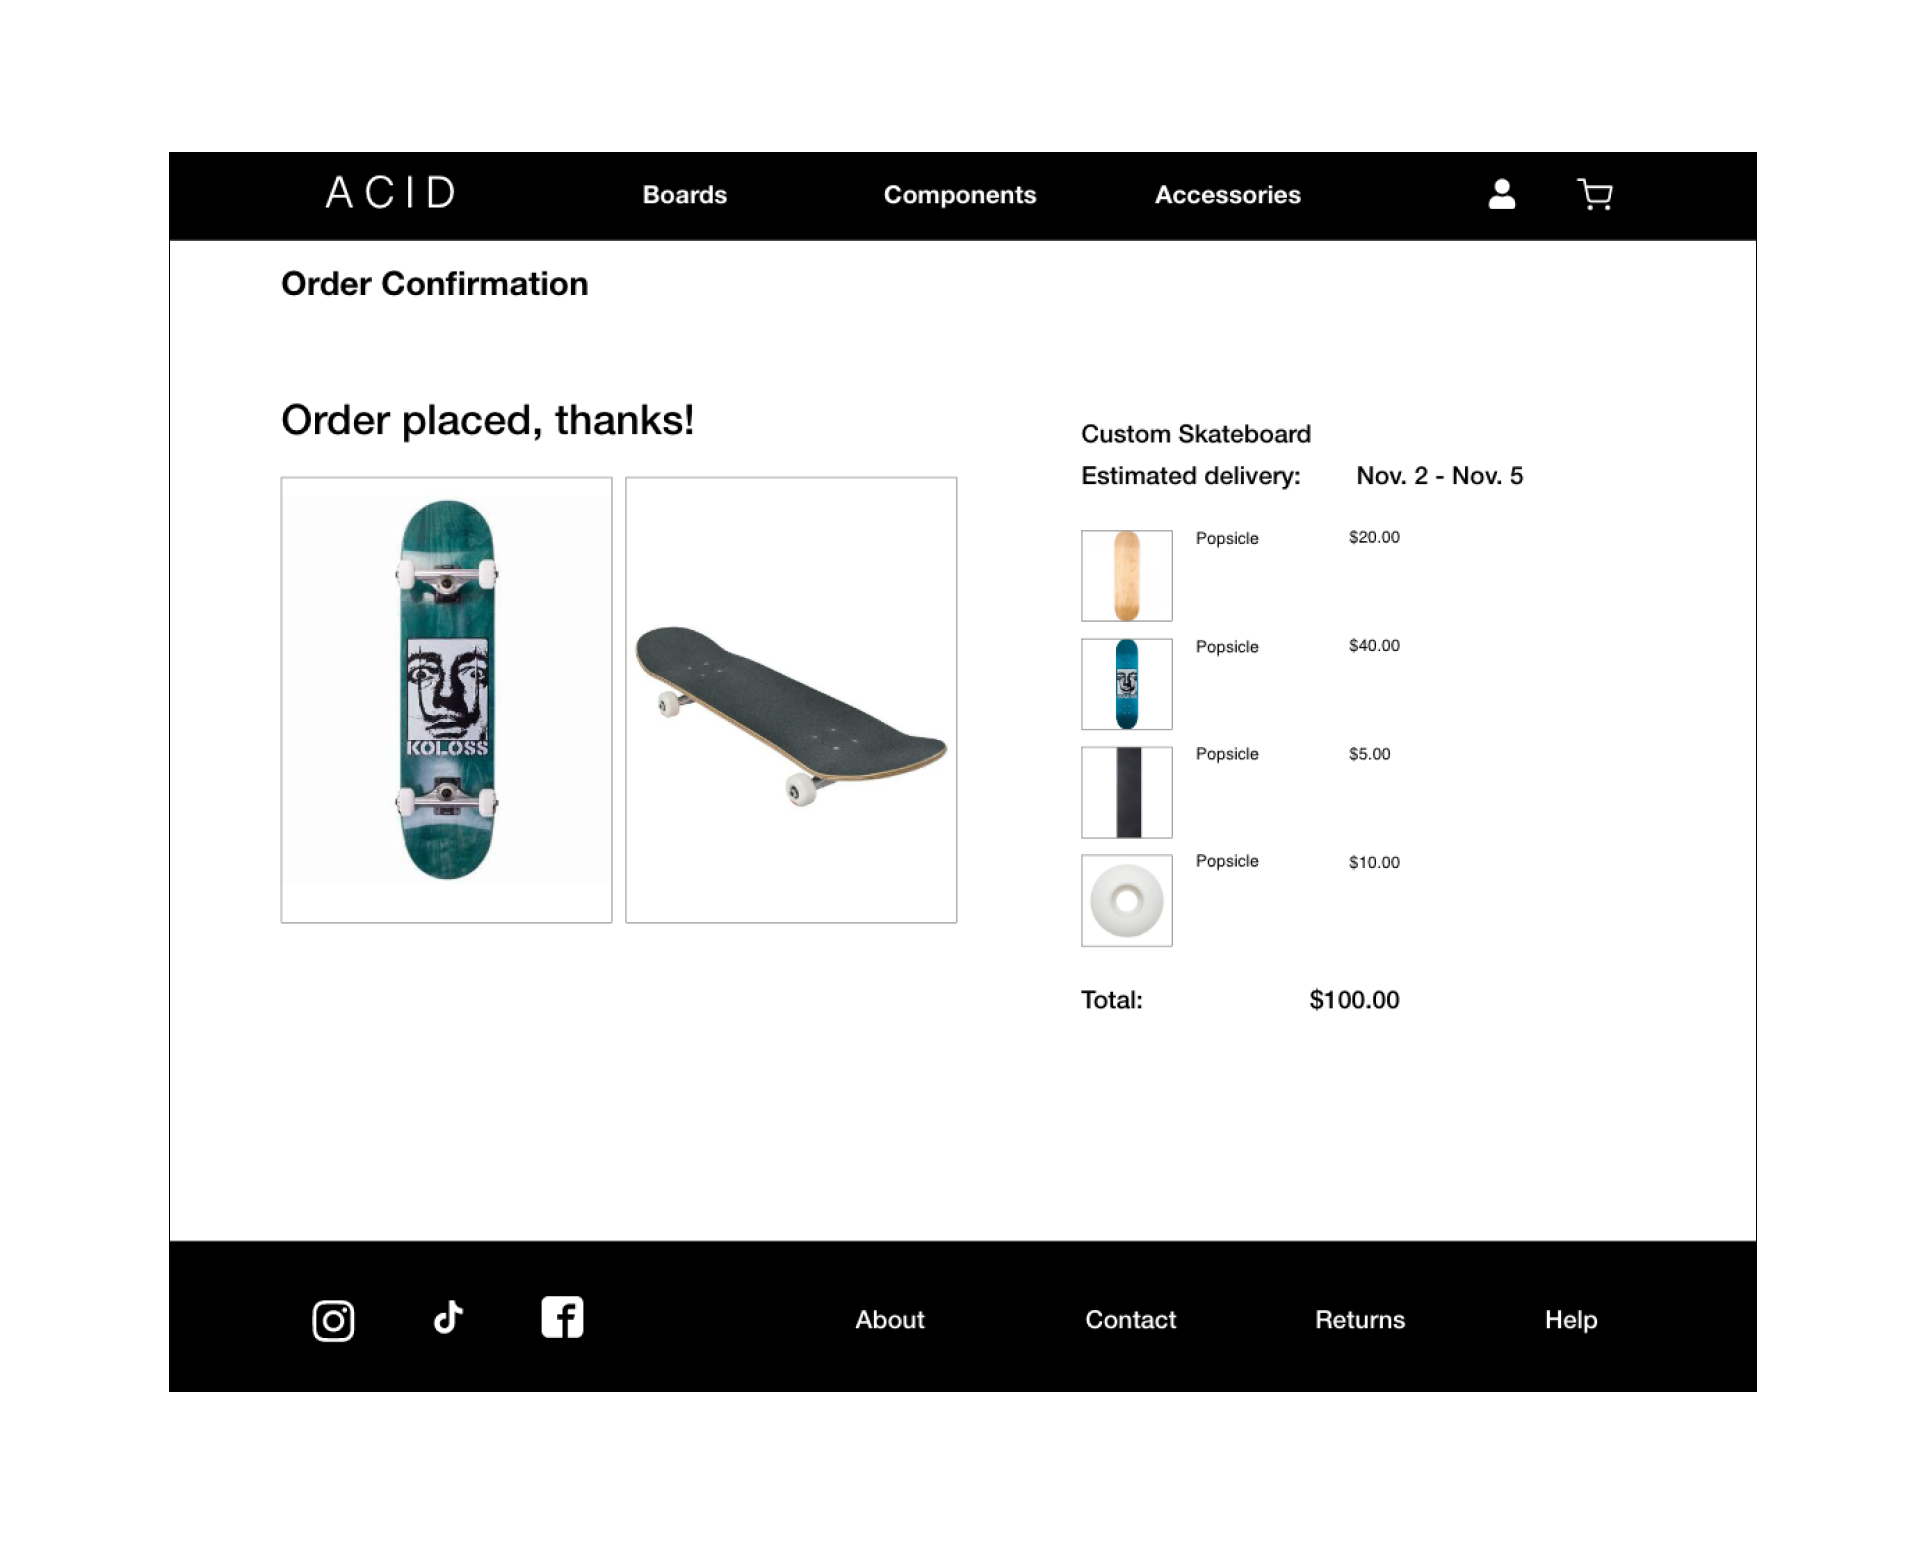 ACID Boards Components Accessories
Order Confirmation
Order placed, thanks!
KOLOSS
Custom Skateboard
Estimated delivery: Nov. 2 - Nov. 5
Popsicle $20.00
Popsicle $40.00
Popsicle $5.00
Popsicle $10.00
Total: $100.00
About Contact Returns Help